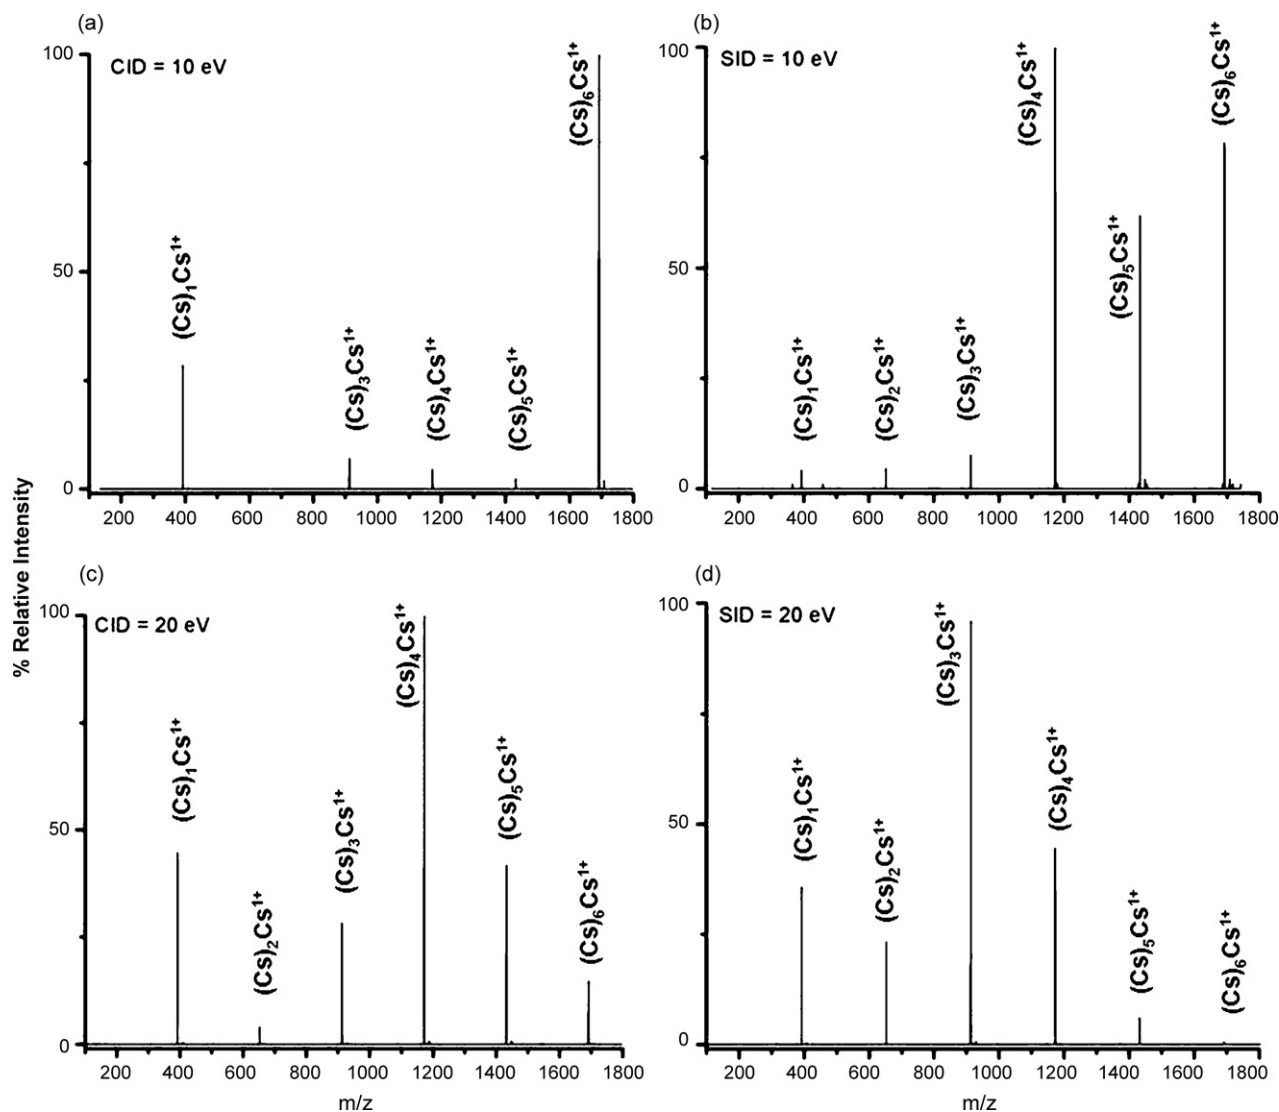 (a)
CID = 10 eV
(Cs)₁Cs¹⁺
(Cs)₃Cs¹⁺
(Cs)₄Cs¹⁺
(Cs)₅Cs¹⁺
(Cs)₆Cs¹⁺
100
50
0
200 400 600 800 1000 1200 1400 1600 1800
(b)
SID = 10 eV
(Cs)₁Cs¹⁺
(Cs)₂Cs¹⁺
(Cs)₃Cs¹⁺
(Cs)₄Cs¹⁺
(Cs)₅Cs¹⁺
(Cs)₆Cs¹⁺
100
50
0
200 400 600 800 1000 1200 1400 1600 1800
% Relative Intensity
(c)
CID = 20 eV
(Cs)₁Cs¹⁺
(Cs)₂Cs¹⁺
(Cs)₃Cs¹⁺
(Cs)₄Cs¹⁺
(Cs)₅Cs¹⁺
(Cs)₆Cs¹⁺
100
50
0
200 400 600 800 1000 1200 1400 1600 1800
m/z
(d)
SID = 20 eV
(Cs)₁Cs¹⁺
(Cs)₂Cs¹⁺
(Cs)₃Cs¹⁺
(Cs)₄Cs¹⁺
(Cs)₅Cs¹⁺
(Cs)₆Cs¹⁺
100
50
0
200 400 600 800 1000 1200 1400 1600 1800
m/z